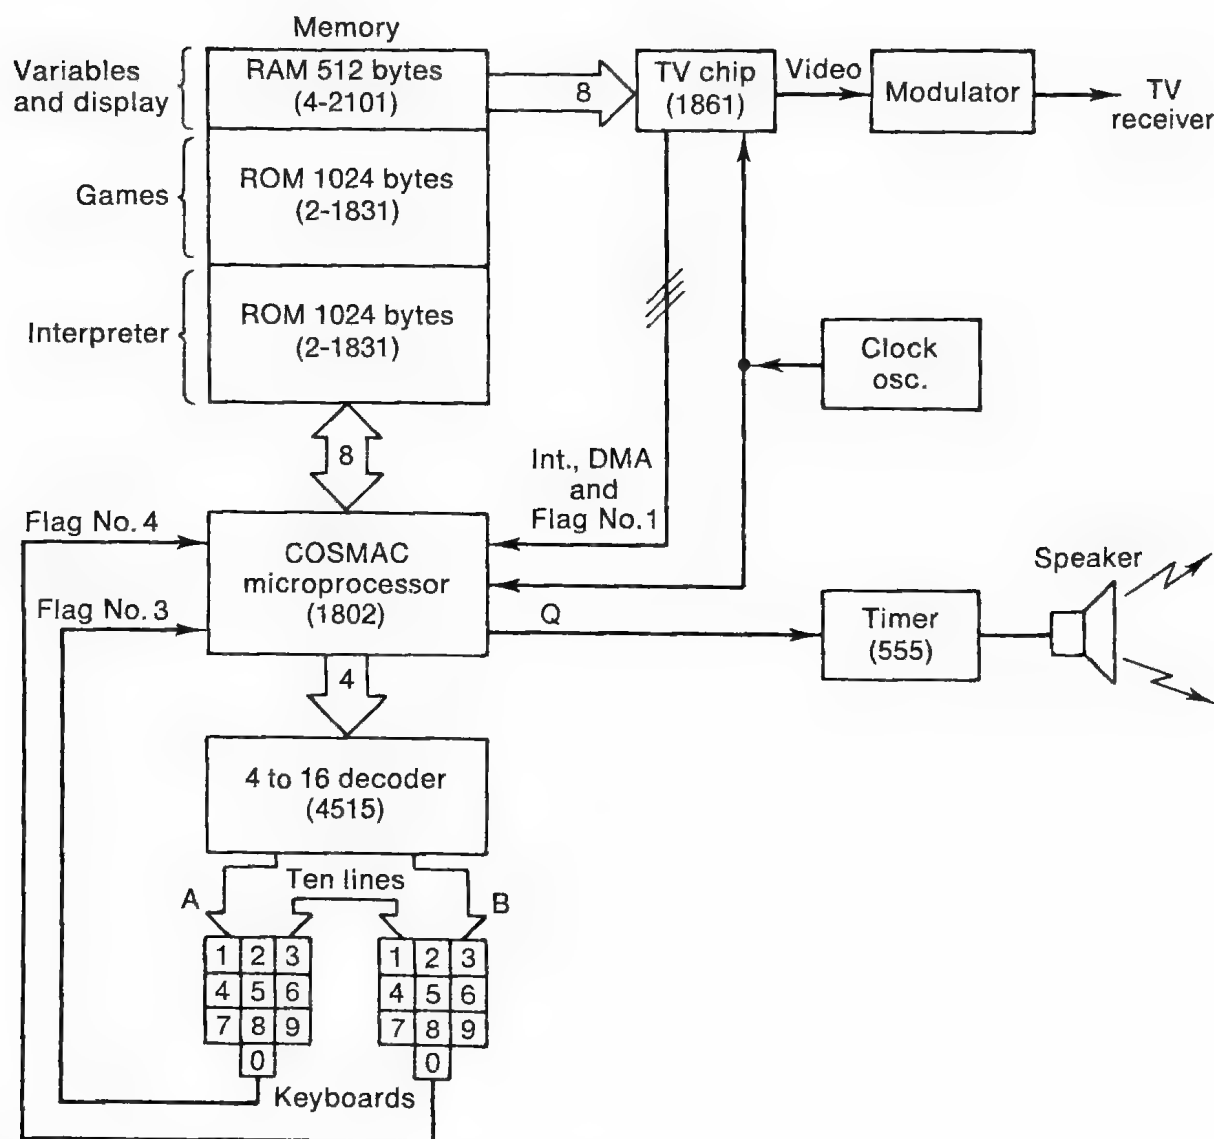 Memory
Variables
and display
RAM 512 bytes
(4-2101)
8
TV chip
(1861)
Video
Modulator
TV
receiver
Games
ROM 1024 bytes
(2-1831)
Interpreter
ROM 1024 bytes
(2-1831)
Clock
osc.
8
Int., DMA
and
Flag No.1
Flag No. 4
COSMAC
microprocessor
(1802)
Flag No. 3
Q
Timer
(555)
Speaker
4
4 to 16 decoder
(4515)
A
Ten lines
B
1 2 3
4 5 6
7 8 9
0
1 2 3
4 5 6
7 8 9
0
Keyboards